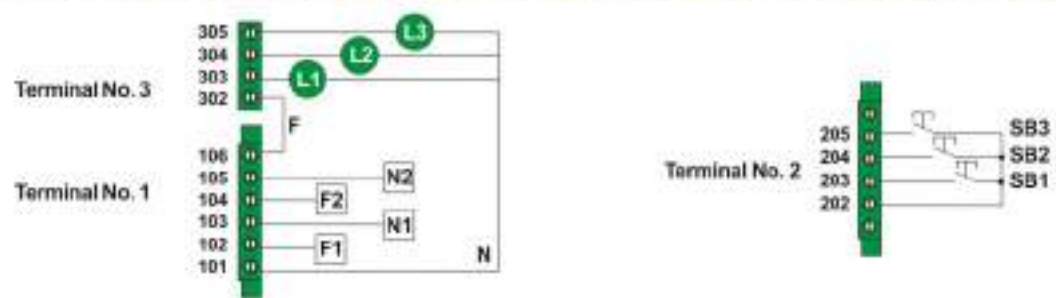 305 L3
304 L2
303 L1
Terminal No. 3
302
F
106
105 N2
Terminal No. 1
104 F2
103 N1
102 F1
N
101
205 SB3
204 SB2
Terminal No. 2
203 SB1
202